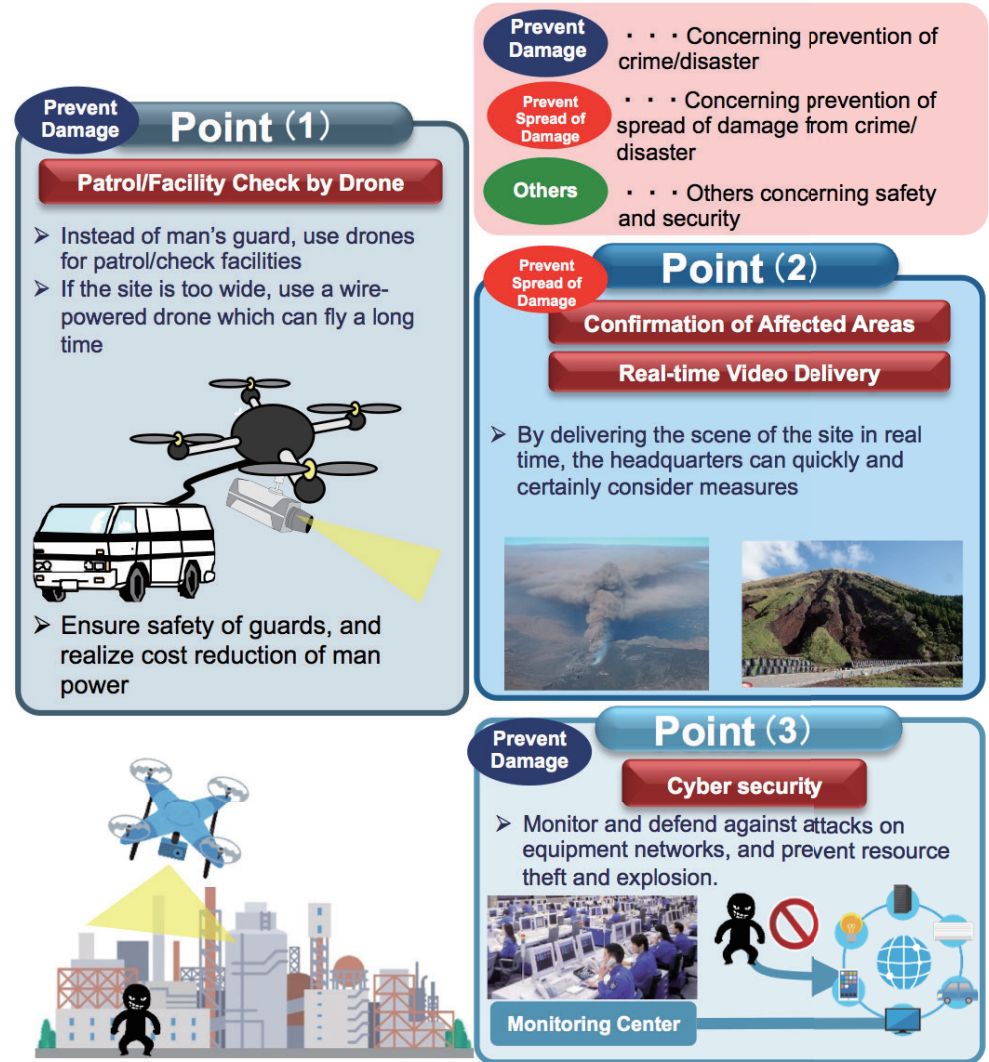 Prevent
Damage
・・・Concerning prevention of
crime/disaster
Prevent
Spread of
Damage
・・・Concerning prevention of
spread of damage from crime/
disaster
Others
・・・Others concerning safety
and security
Prevent
Damage
Point（1）
Patrol/Facility Check by Drone
➢ Instead of man's guard, use drones
for patrol/check facilities
➢ If the site is too wide, use a wire-
powered drone which can fly a long
time
➢ Ensure safety of guards, and
realize cost reduction of man
power
Prevent
Spread of
Damage
Point（2）
Confirmation of Affected Areas
Real-time Video Delivery
➢ By delivering the scene of the site in real
time, the headquarters can quickly and
certainly consider measures
Prevent
Damage
Point（3）
Cyber security
➢ Monitor and defend against attacks on
equipment networks, and prevent resource
theft and explosion.
Monitoring Center